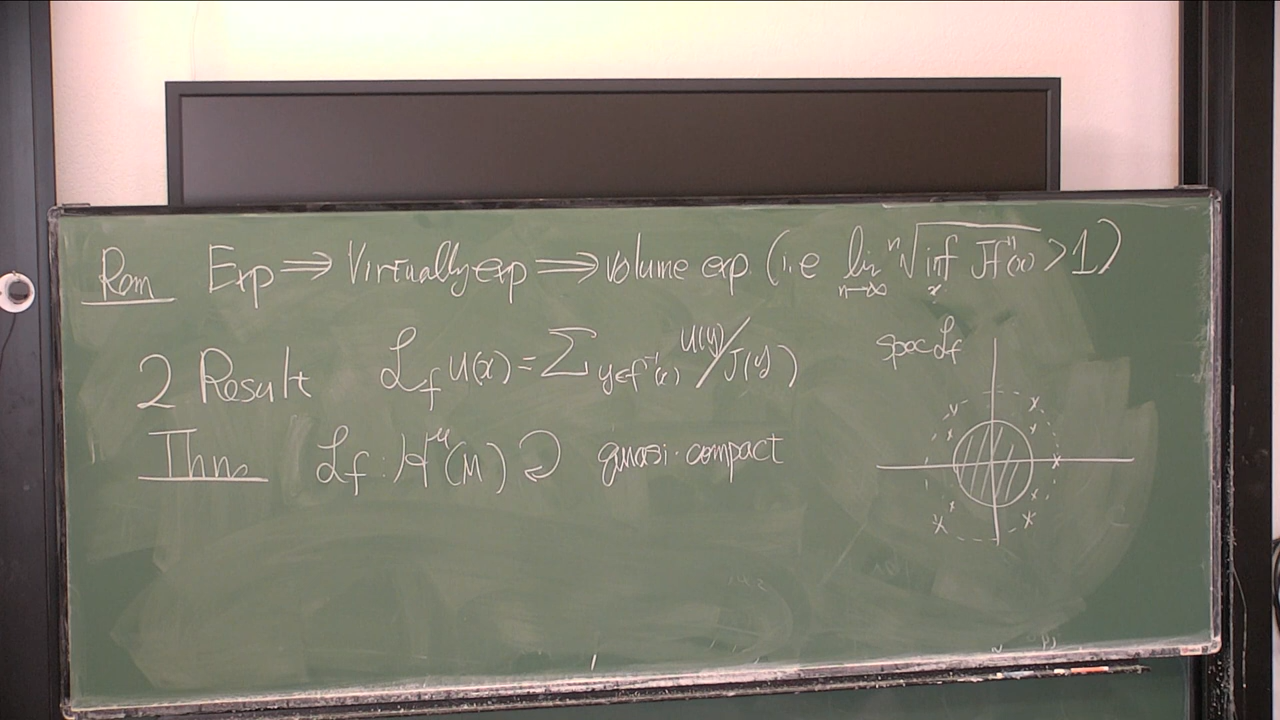 Rem Exp ⇒ Virtually exp ⇒ volume exp (i.e lim n→∞ ⁿ√(inf_x Jfⁿ(x)) > 1)
2 Result 𝓛_f u(x) = Σ_{y∈f⁻¹(x)} u(y)/J(y)
spec 𝓛_f
Thm 𝓛_f : H^μ(M) ↺ quasi-compact